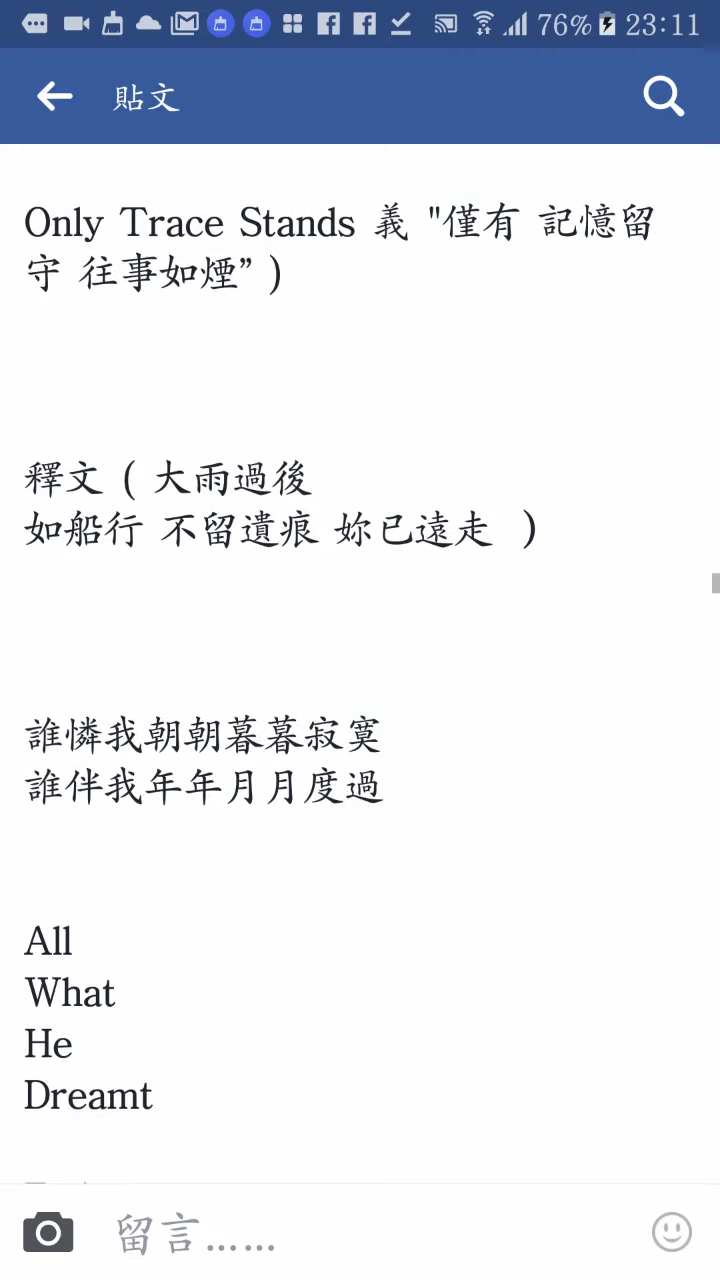 76% 23:11
貼文
Only Trace Stands 義 "僅有 記憶留
守 往事如煙” )
釋文 ( 大雨過後
如船行 不留遺痕 妳已遠走 )
誰憐我朝朝暮暮寂寞
誰伴我年年月月度過
All
What
He
Dreamt
留言……